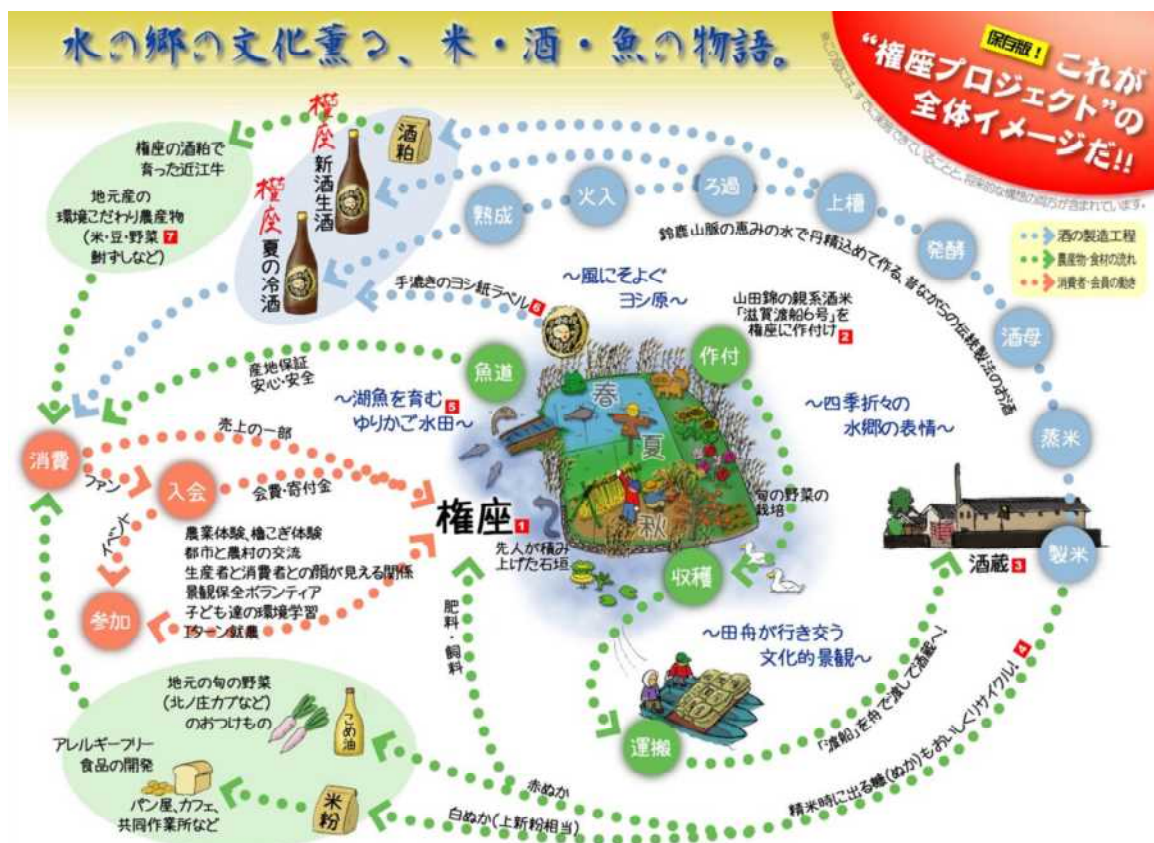 水の郷の文化薫る、米・酒・魚の物語。
保存版！
これが
“権座プロジェクト”の
全体イメージだ!!
酒の製造工程
農産物・食材の流れ
消費者・会員の動き
権座の酒粕で
育った近江牛
地元産の
環境こだわり農産物
(米・豆・野菜 7
鮒ずしなど)
權座
新酒生酒
權座
夏の冷酒
酒粕
熟成
火入
ろ過
上槽
発酵
酒母
蒸米
製米
鈴鹿山脈の恵みの水で丹精込めて作る、昔ながらの伝統製法のお酒
手漉きのヨシ紙ラベル 6
～風にそよぐ
ヨシ原～
山田錦の親系酒米
「滋賀渡船6号」を
権座に作付け 2
作付
魚道
産地保証
安心・安全
～湖魚を育む 5
ゆりかご水田～
～四季折々の
水郷の表情～
春
夏
秋
旬の野菜の
栽培
収穫
権座 1
先人が積み
上げた石垣
酒蔵 3
消費
売上の一部
ファン
入会
会費・寄付金
イベント
参加
農業体験、櫓こぎ体験
都市と農村の交流
生産者と消費者との顔が見える関係
景観保全ボランティア
子ども達の環境学習
Iターン就農
肥料・飼料
～田舟が行き交う
文化的景観～
運搬
「渡船」を舟で渡して酒蔵へ！
精米時に出る糠(ぬか)もおいしくリサイクル！ 4
地元の旬の野菜
(北ノ庄カブなど)
のおつけもの
こめ油
アレルギーフリー
食品の開発
パン屋、カフェ、
共同作業所など
米粉
赤ぬか
白ぬか(上新粉相当)